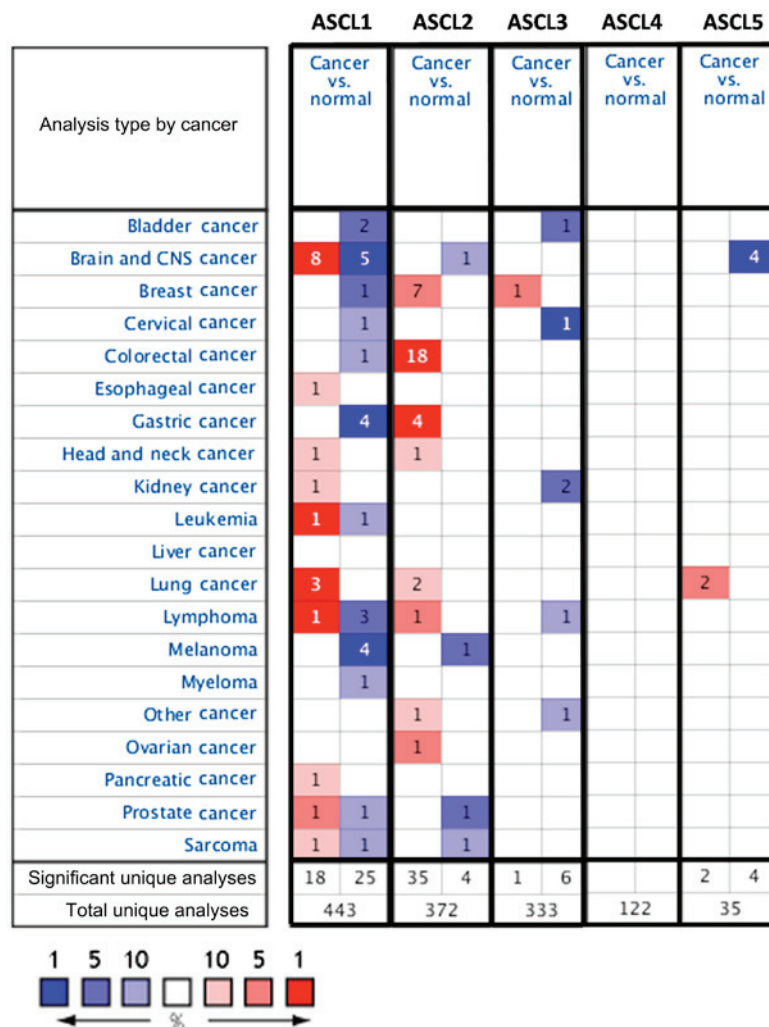 ASCL1 ASCL2 ASCL3 ASCL4 ASCL5
Analysis type by cancer
Cancer vs. normal Cancer vs. normal Cancer vs. normal Cancer vs. normal Cancer vs. normal
Bladder cancer 2 1
Brain and CNS cancer 8 5 1 4
Breast cancer 1 7 1
Cervical cancer 1 1
Colorectal cancer 1 18
Esophageal cancer 1
Gastric cancer 4 4
Head and neck cancer 1 1
Kidney cancer 1 2
Leukemia 1 1
Liver cancer
Lung cancer 3 2 2
Lymphoma 1 3 1 1
Melanoma 4 1
Myeloma 1
Other cancer 1 1
Ovarian cancer 1
Pancreatic cancer 1
Prostate cancer 1 1 1
Sarcoma 1 1 1
Significant unique analyses 18 25 35 4 1 6 2 4
Total unique analyses 443 372 333 122 35
1 5 10 10 5 1
%